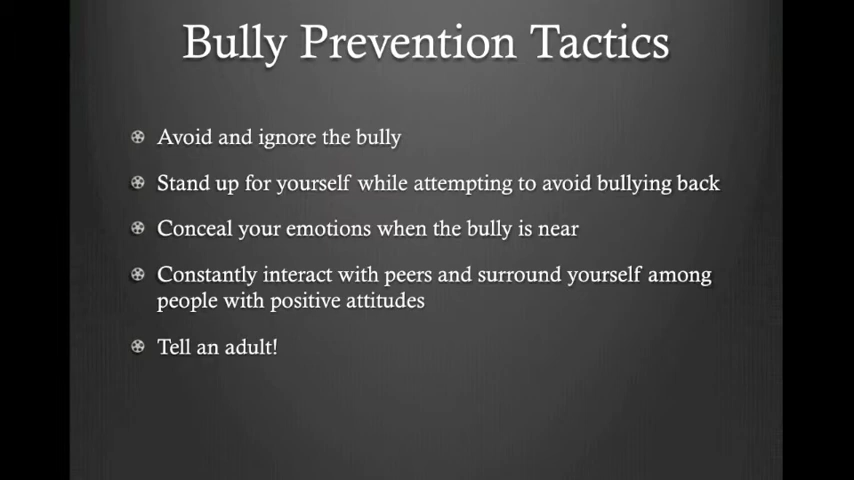 Bully Prevention Tactics
Avoid and ignore the bully
Stand up for yourself while attempting to avoid bullying back
Conceal your emotions when the bully is near
Constantly interact with peers and surround yourself among
people with positive attitudes
Tell an adult!